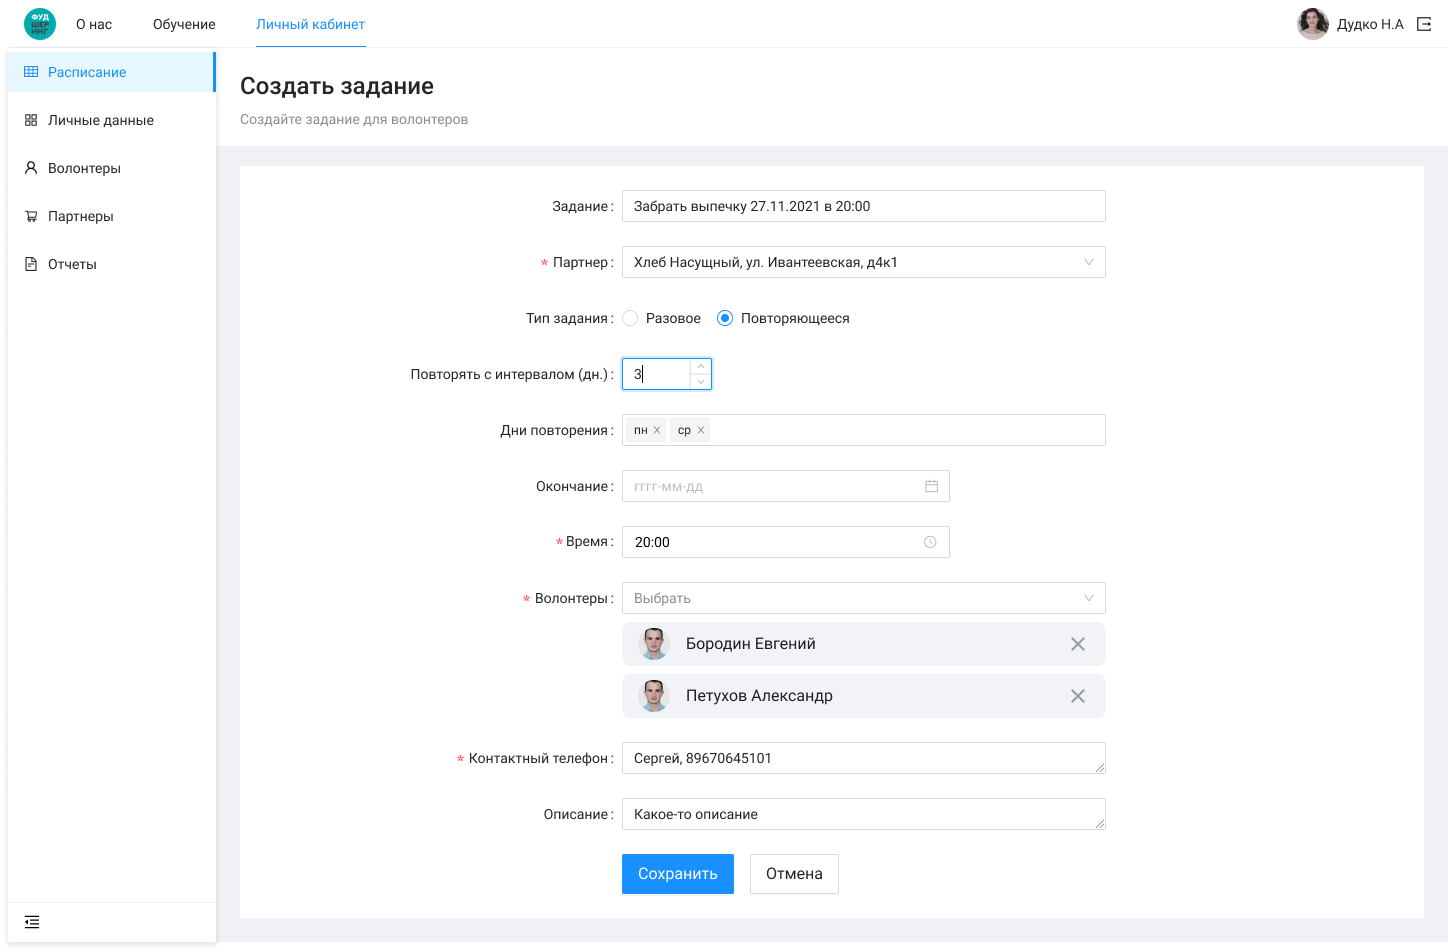 ФУД
ШЕР
ИНГ
О нас
Обучение
Личный кабинет
Дудко Н.А
Расписание
Личные данные
Волонтеры
Партнеры
Отчеты
Создать задание
Создайте задание для волонтеров
Задание: Забрать выпечку 27.11.2021 в 20:00
* Партнер: Хлеб Насущный, ул. Ивантеевская, д4к1
Тип задания: Разовое Повторяющееся
Повторять с интервалом (дн.): 3
Дни повторения: пн ср
Окончание: гггг-мм-дд
* Время: 20:00
* Волонтеры: Выбрать
Бородин Евгений
Петухов Александр
* Контактный телефон: Сергей, 89670645101
Описание: Какое-то описание
Сохранить Отмена